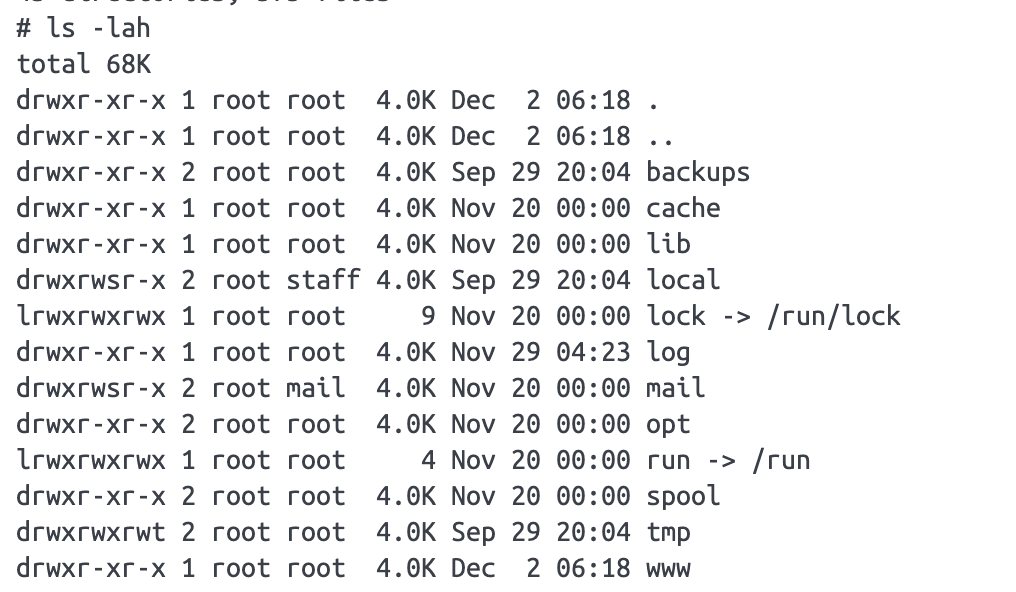 # ls -lah
total 68K
drwxr-xr-x 1 root root  4.0K Dec  2 06:18 .
drwxr-xr-x 1 root root  4.0K Dec  2 06:18 ..
drwxr-xr-x 2 root root  4.0K Sep 29 20:04 backups
drwxr-xr-x 1 root root  4.0K Nov 20 00:00 cache
drwxr-xr-x 1 root root  4.0K Nov 20 00:00 lib
drwxrwsr-x 2 root staff 4.0K Sep 29 20:04 local
lrwxrwxrwx 1 root root     9 Nov 20 00:00 lock -> /run/lock
drwxr-xr-x 1 root root  4.0K Nov 29 04:23 log
drwxrwsr-x 2 root mail  4.0K Nov 20 00:00 mail
drwxr-xr-x 2 root root  4.0K Nov 20 00:00 opt
lrwxrwxrwx 1 root root     4 Nov 20 00:00 run -> /run
drwxr-xr-x 2 root root  4.0K Nov 20 00:00 spool
drwxrwxrwt 2 root root  4.0K Sep 29 20:04 tmp
drwxr-xr-x 1 root root  4.0K Dec  2 06:18 www